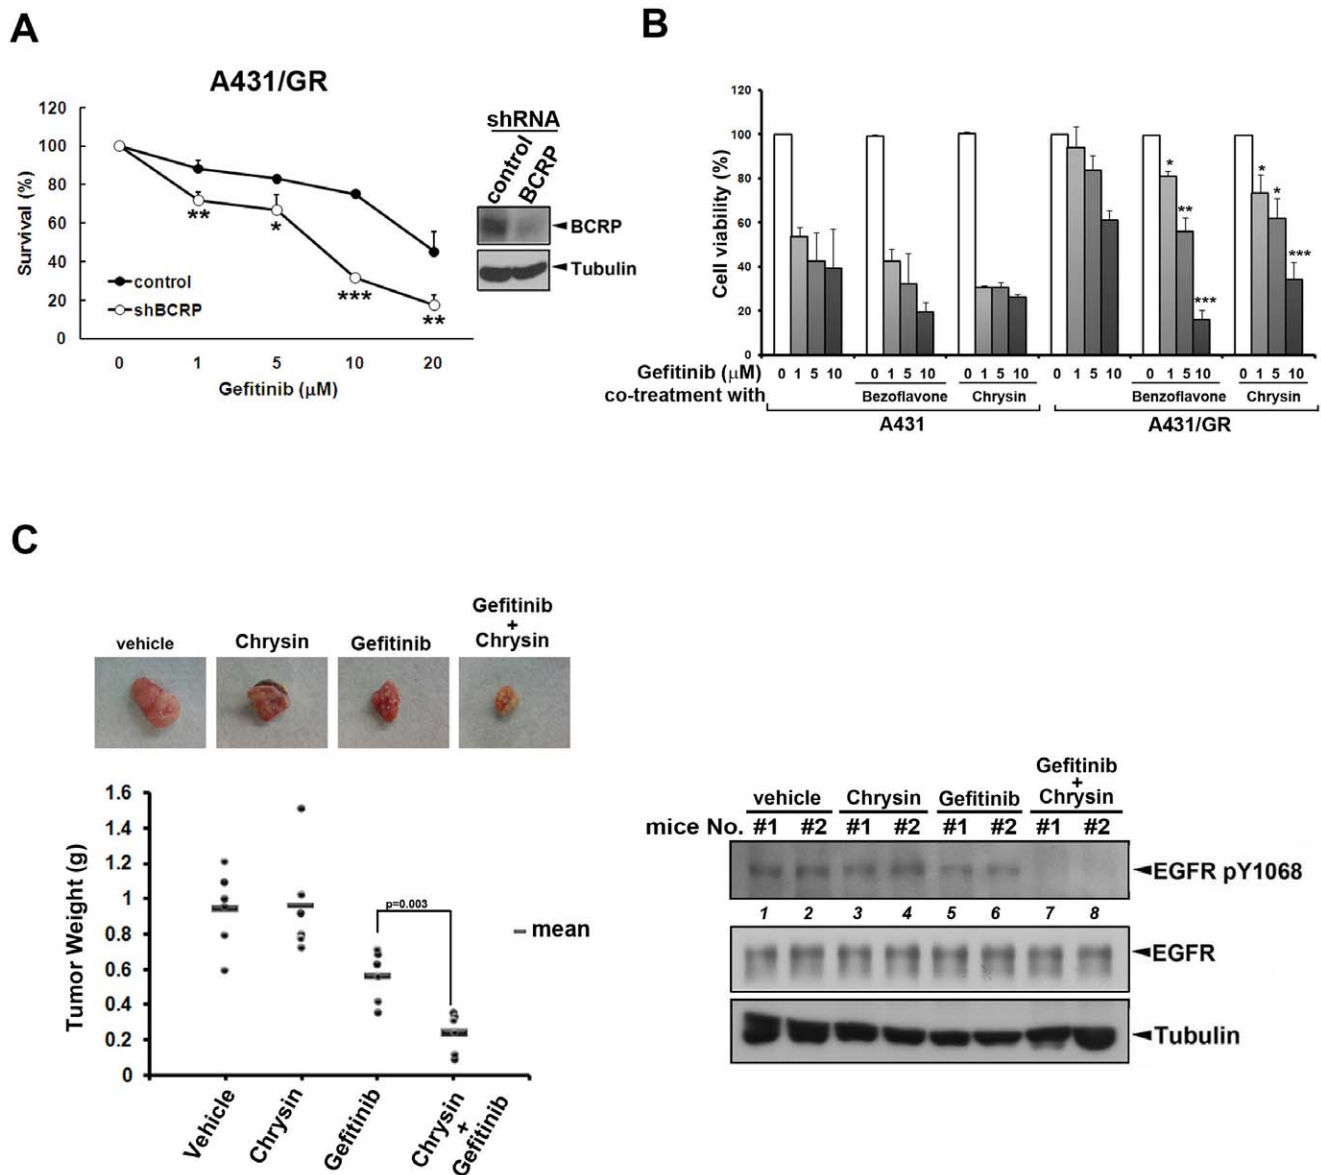 A
A431/GR
Survival (%)
120
100
80
60
40
20
0
control
shBCRP
**
*
***
**
0 1 5 10 20
Gefitinib (μM)
shRNA
control BCRP
BCRP
Tubulin
B
Cell viability (%)
120
100
80
60
40
20
0
* ** *** * * ***
Gefitinib (μM) 0 1 5 10 0 1 5 10 0 1 5 10 0 1 5 10 0 1 5 10 0 1 5 10
co-treatment with Bezoflavone Chrysin Benzoflavone Chrysin
A431 A431/GR
C
vehicle Chrysin Gefitinib Gefitinib + Chrysin
Tumor Weight (g)
1.6
1.4
1.2
1
0.8
0.6
0.4
0.2
0
p=0.003
mean
Vehicle Chrysin Gefitinib Chrysin + Gefitinib
vehicle Chrysin Gefitinib Gefitinib + Chrysin
mice No. #1 #2 #1 #2 #1 #2 #1 #2
EGFR pY1068
1 2 3 4 5 6 7 8
EGFR
Tubulin